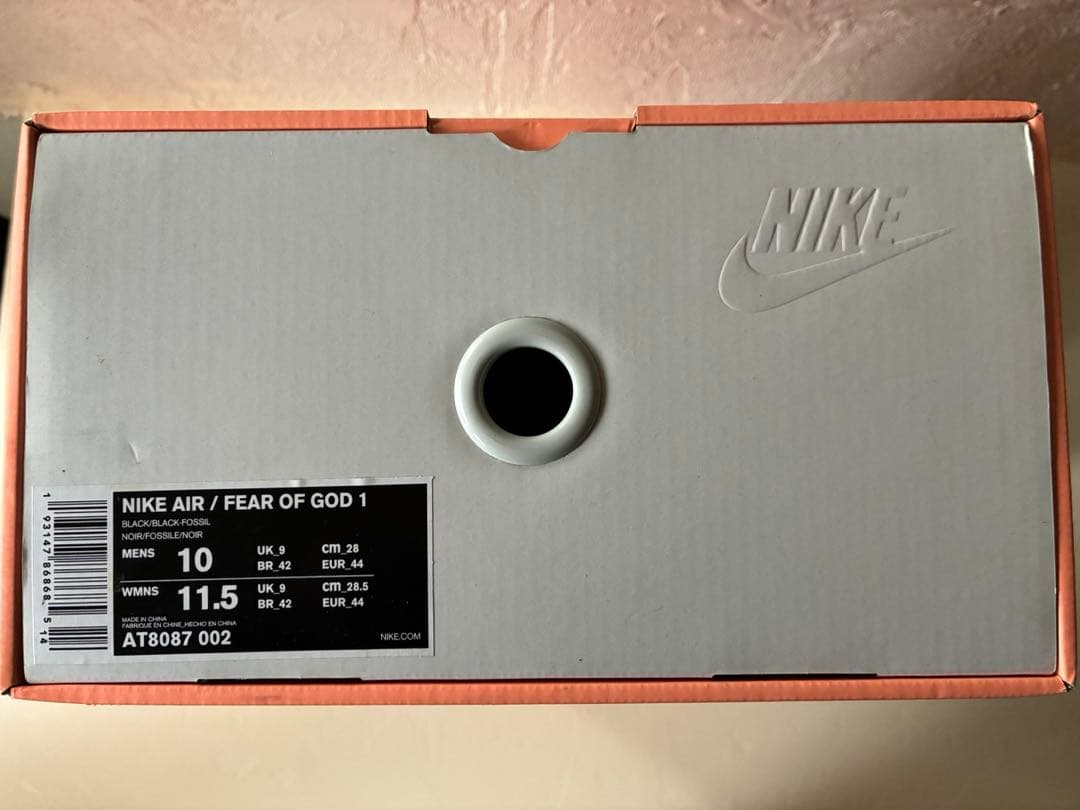 NIKE
NIKE AIR / FEAR OF GOD 1
BLACK/BLACK-FOSSIL
NOIR/FOSSILE/NOIR
MENS 10 UK_9 cm_28
BR_42 EUR_44
WMNS 11.5 UK_9 cm_28.5
BR_42 EUR_44
MADE IN CHINA
FABRIQUE EN CHINE_HECHO EN CHINA
AT8087 002 NIKE.COM
1 93147 86868 5 14